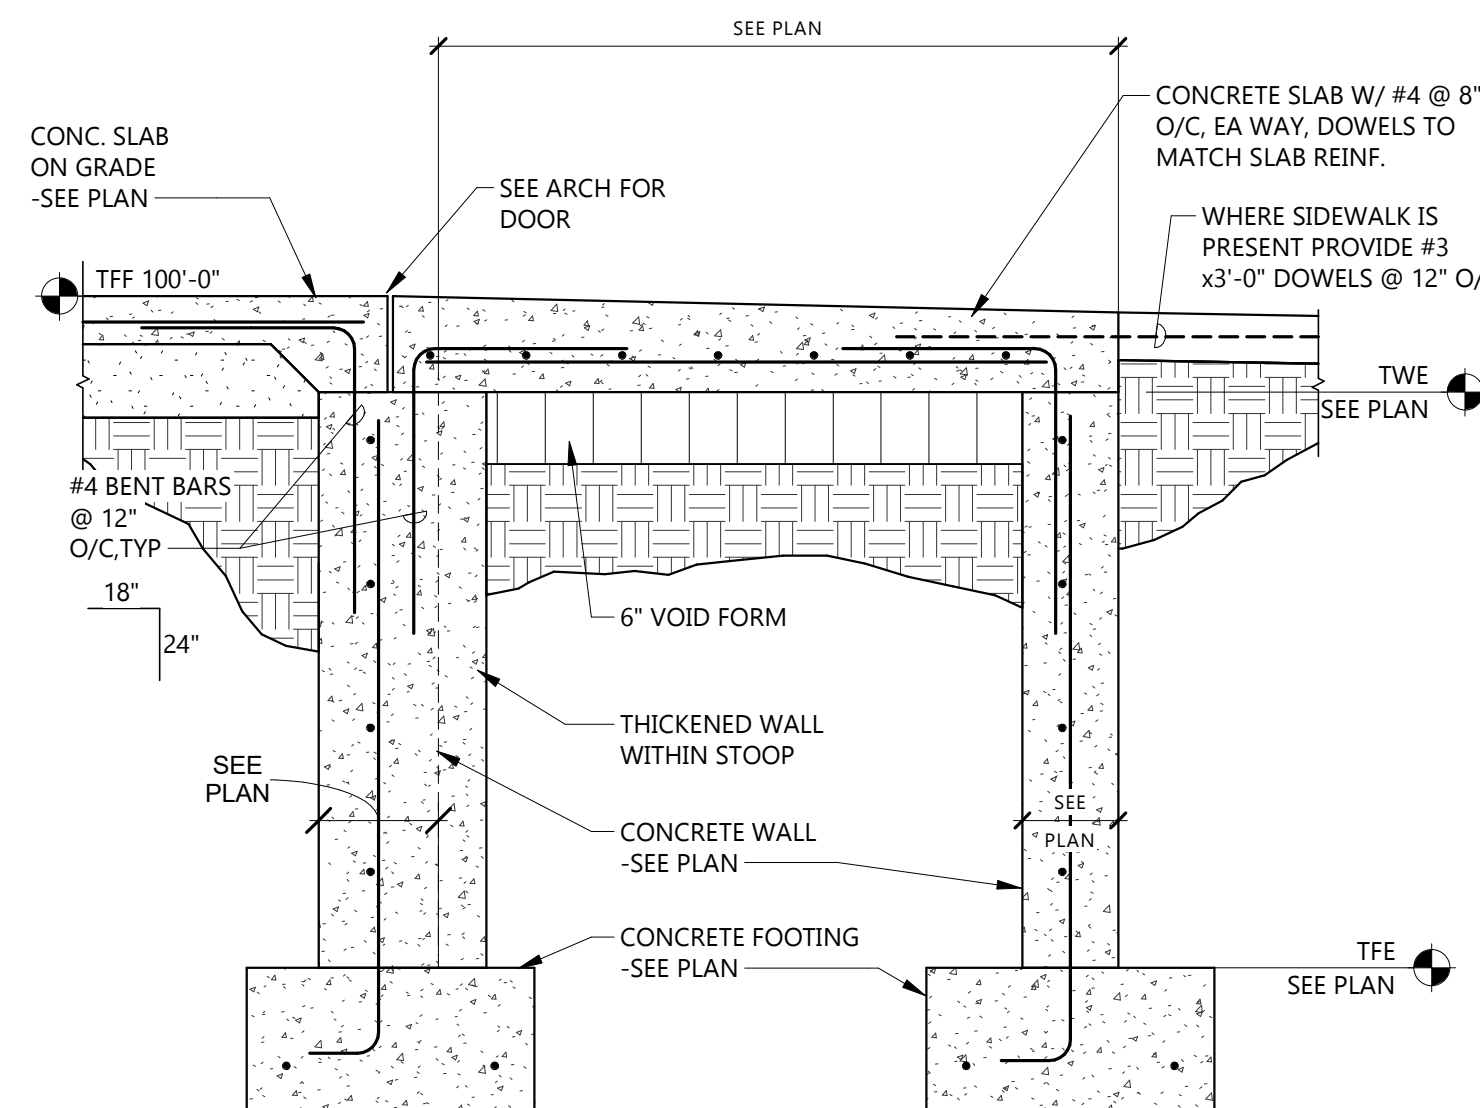 SEE PLAN
CONC. SLAB
ON GRADE
-SEE PLAN
SEE ARCH FOR
DOOR
CONCRETE SLAB W/ #4 @ 8"
O/C, EA WAY, DOWELS TO
MATCH SLAB REINF.
WHERE SIDEWALK IS
PRESENT PROVIDE #3
x3'-0" DOWELS @ 12" O/
TFF 100'-0"
TWE
SEE PLAN
#4 BENT BARS
@ 12"
O/C,TYP
18"
24"
6" VOID FORM
THICKENED WALL
WITHIN STOOP
SEE
PLAN
CONCRETE WALL
-SEE PLAN
SEE
PLAN
CONCRETE FOOTING
-SEE PLAN
TFE
SEE PLAN